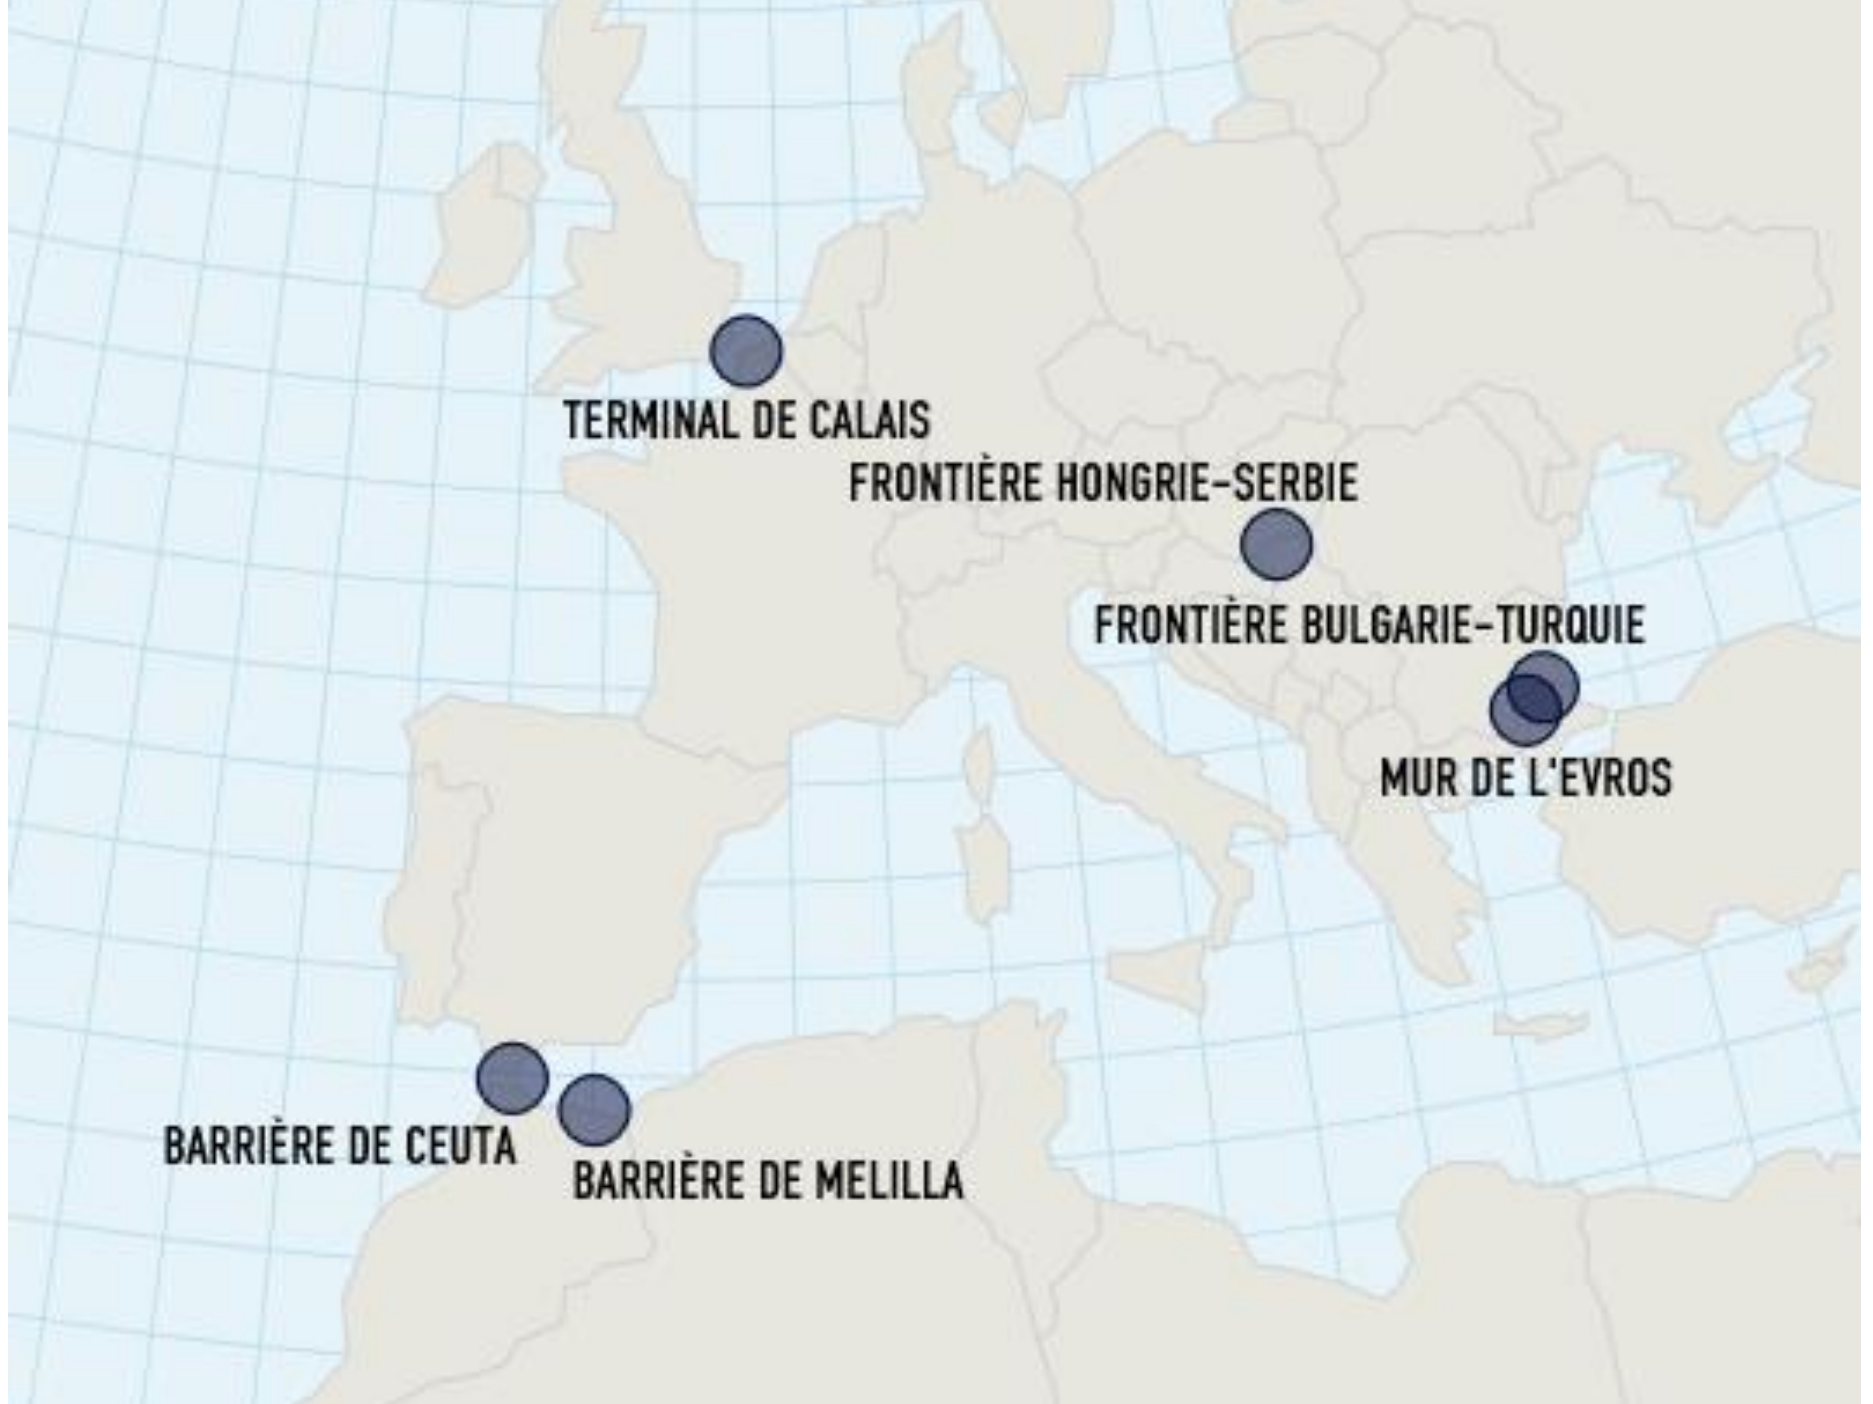 TERMINAL DE CALAIS
FRONTIÈRE HONGRIE-SERBIE
FRONTIÈRE BULGARIE-TURQUIE
MUR DE L'EVROS
BARRIÈRE DE CEUTA
BARRIÈRE DE MELILLA